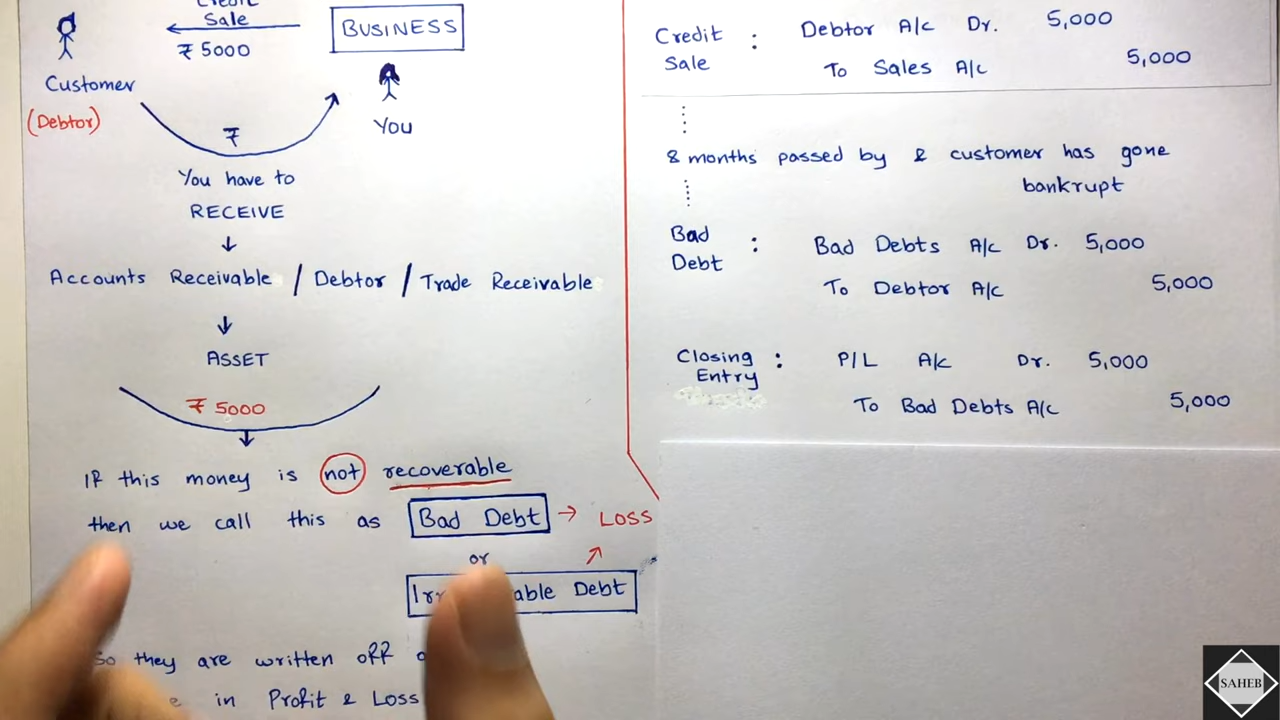 Sale
₹ 5000
BUSINESS
Customer
(Debtor)
You
₹
You have to
RECEIVE
Accounts Receivable / Debtor / Trade Receivable
ASSET
₹ 5000
If this money is not recoverable
then we call this as Bad Debt → LOSS
or
Debt
So they are written off
in Profit & Loss
Credit Sale : Debtor A/c Dr. 5,000
To Sales A/c 5,000
8 months passed by & customer has gone
bankrupt
Bad Debt : Bad Debts A/c Dr. 5,000
To Debtor A/c 5,000
Closing Entry : P/L A/c Dr. 5,000
To Bad Debts A/c 5,000
SAHEB